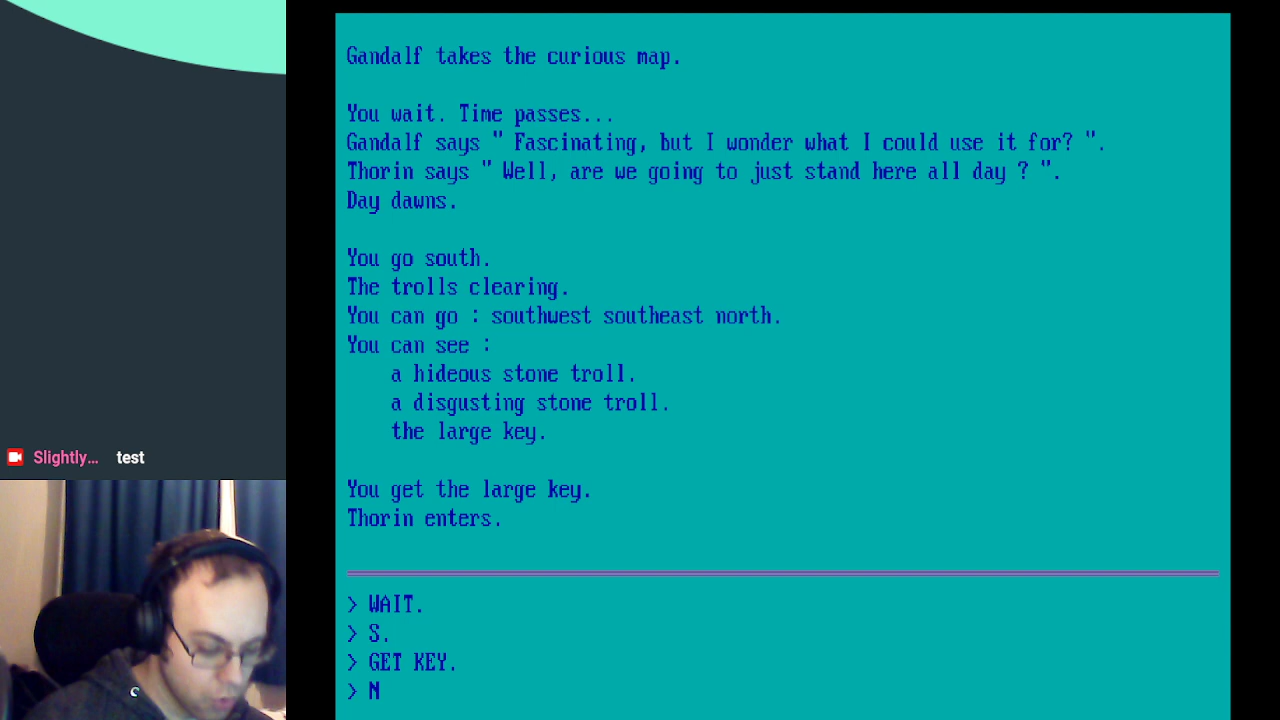 Gandalf takes the curious map.
You wait. Time passes...
Gandalf says " Fascinating, but I wonder what I could use it for? ".
Thorin says " Well, are we going to just stand here all day ? ".
Day dawns.
You go south.
The trolls clearing.
You can go : southwest southeast north.
You can see :
a hideous stone troll.
a disgusting stone troll.
the large key.
You get the large key.
Thorin enters.
> WAIT.
> S.
> GET KEY.
> N
Slightly... test